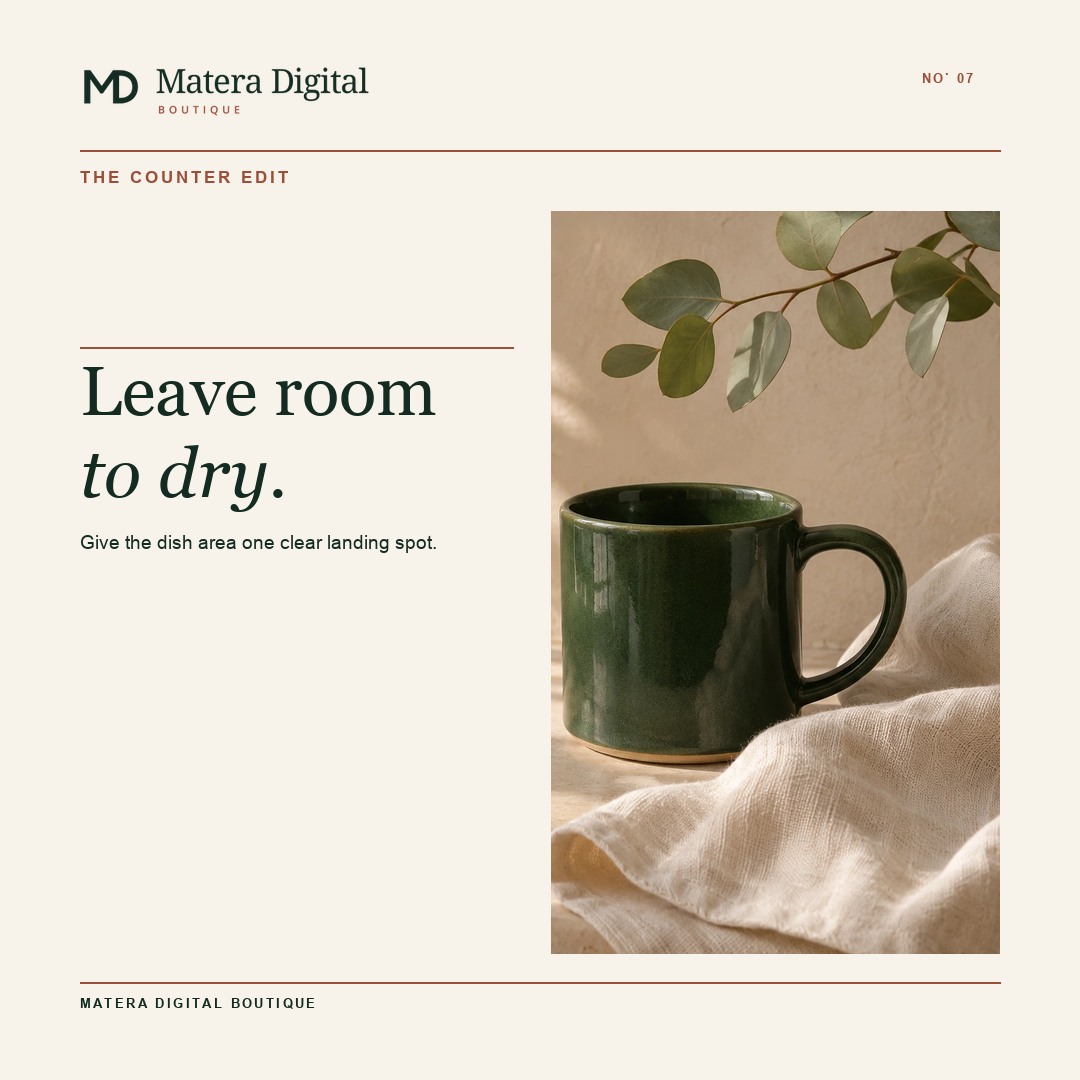 MD Matera Digital
BOUTIQUE
NO˙ 07
THE COUNTER EDIT
Leave room
to dry.
Give the dish area one clear landing spot.
MATERA DIGITAL BOUTIQUE